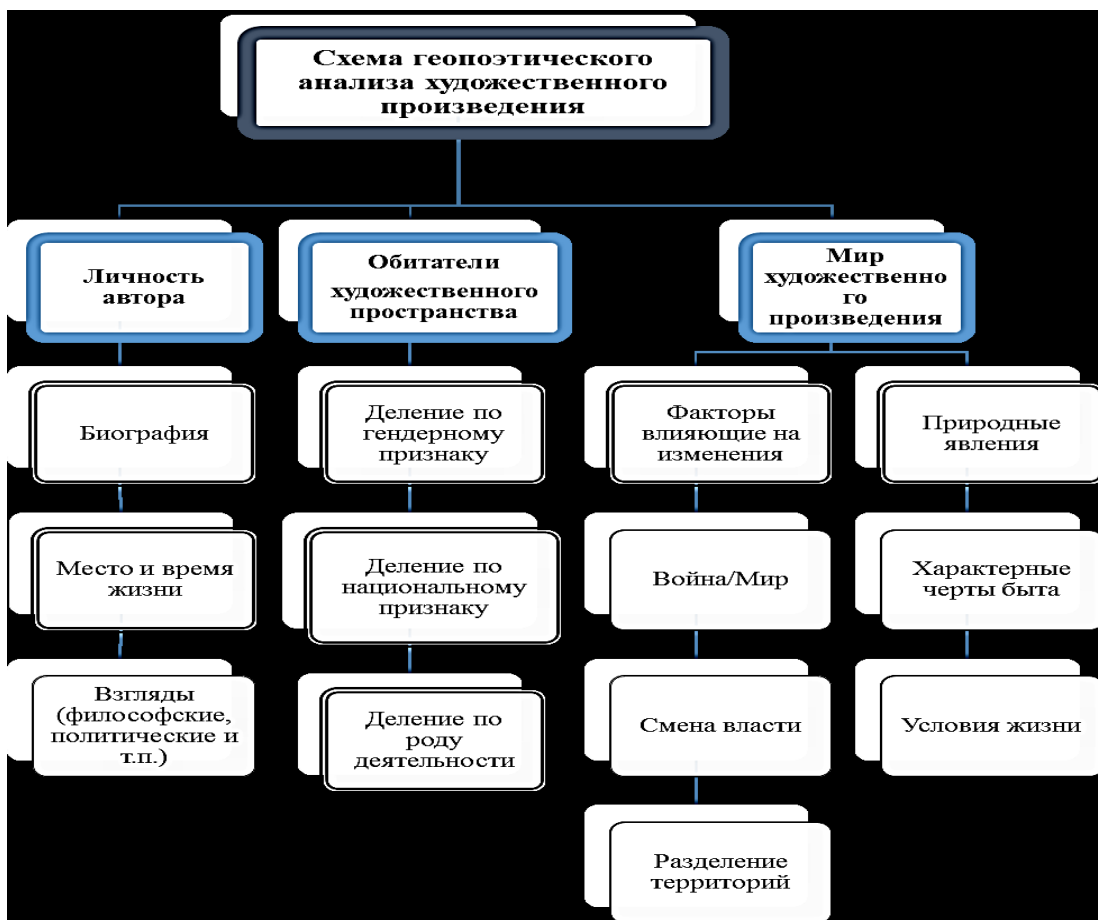 Схема геопоэтического
анализа художественного
произведения
Личность
автора
Обитатели
художественного
пространства
Мир
художественно
го
произведения
Биография
Деление по
гендерному
признаку
Факторы
влияющие на
изменения
Природные
явления
Место и время
жизни
Деление по
национальному
признаку
Война/Мир
Характерные
черты быта
Взгляды
(философские,
политические и
т.п.)
Деление по
роду
деятельности
Смена власти
Условия жизни
Разделение
территорий